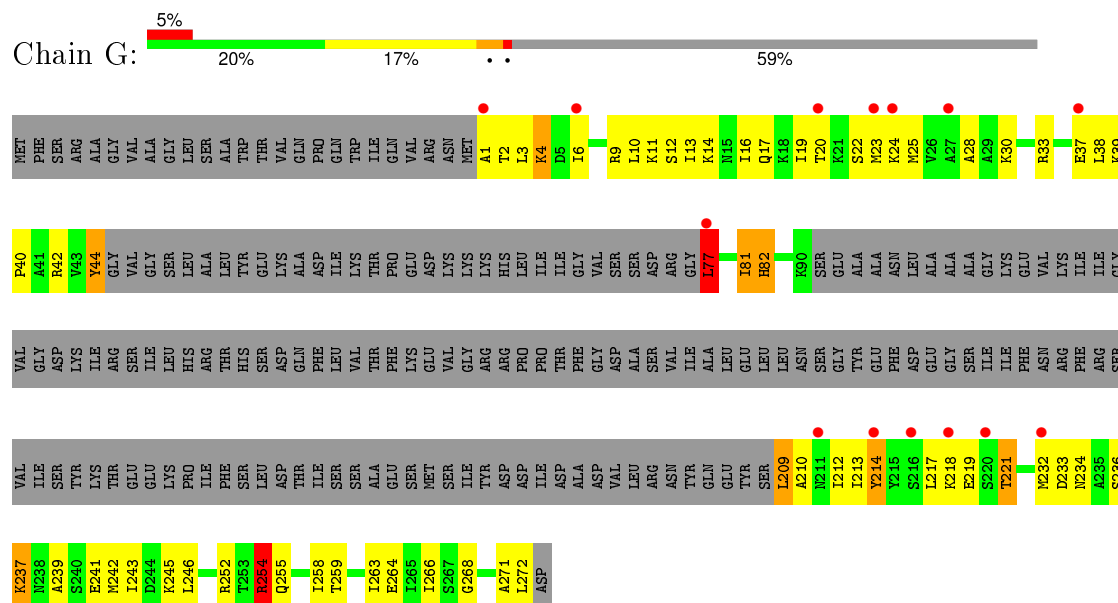 Chain G:
5%
20% 17% • • 59%
MET PHE SER ARG ALA GLY VAL ALA GLY LEU SER ALA TRP THR VAL GLN PRO GLN TRP ILE GLN VAL ARG ASN MET A1 T2 L3 K4 D5 I6 R9 L10 K11 S12 I13 K14 N15 I16 Q17 K18 I19 T20 K21 S22 M23 K24 M25 V26 A27 A28 A29 K30 R33 E37 L38 K39
P40 A41 R42 V43 Y44 GLY VAL GLY SER LEU ALA LEU TYR GLU LYS ALA ASP ILE LYS THR PRO GLU ASP LYS LYS LYS HIS LEU ILE ILE GLY VAL SER SER ASP ARG GLY L77 I81 H82 K90 SER GLU ALA ALA ASN LEU ALA ALA ALA GLY LYS GLU VAL LYS ILE ILE GLY
VAL GLY ASP LYS ILE ARG SER ILE LEU HIS ARG THR HIS SER ASP GLN PHE LEU VAL THR PHE LYS GLU VAL GLY ARG ARG PRO PRO THR PHE GLY ASP ALA SER VAL ILE ALA LEU GLU LEU LEU ASN SER GLY TYR GLU PHE ASP GLU GLY SER ILE ILE PHE ASN ARG PHE ARG SER
VAL ILE SER TYR LYS THR GLU GLU LYS PRO ILE PHE SER LEU ASP THR ILE SER SER ALA GLU SER MET SER ILE TYR ASP ASP ILE ASP ALA ASP VAL LEU ARG ASN TYR GLN GLU TYR SER L209 A210 N211 I212 I213 Y214 Y215 S216 L217 K218 E219 S220 T221 M232 D233 N234 A235 S236
K237 N238 A239 S240 E241 M242 I243 D244 K245 L246 R252 T253 R254 Q255 I258 T259 I263 E264 I265 I266 S267 G268 A271 L272 ASP